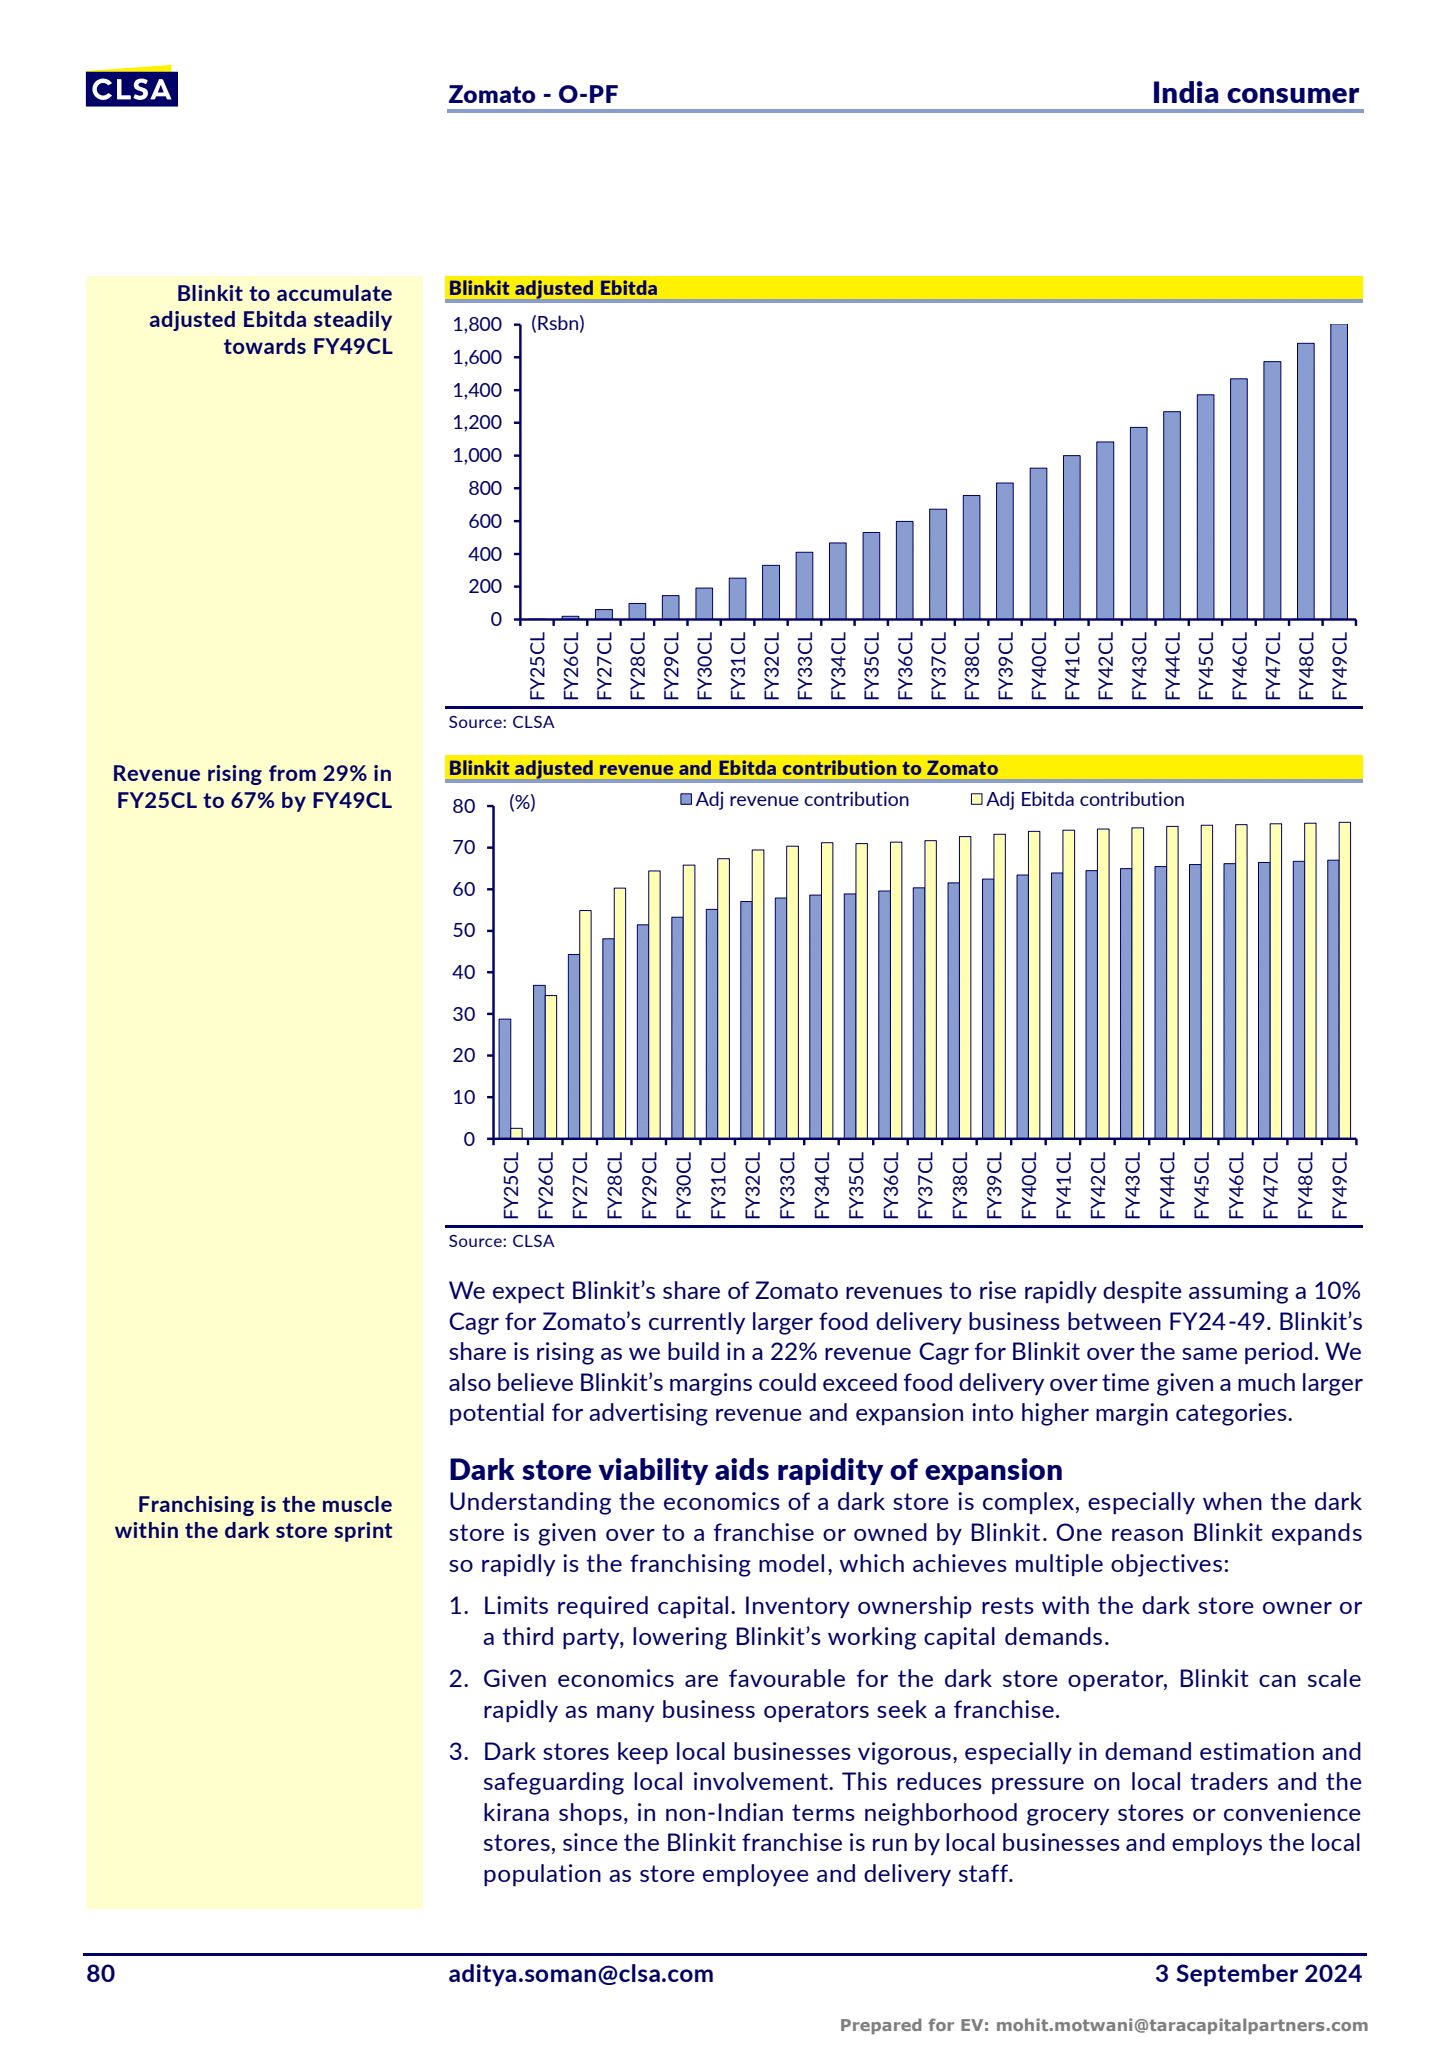 CLSA
Zomato - O-PF
India consumer
Blinkit to accumulate
adjusted Ebitda steadily
towards FY49CL
Blinkit adjusted Ebitda
(Rsbn)
1,800
1,600
1,400
1,200
1,000
800
600
400
200
0
FY25CL
FY26CL
FY27CL
FY28CL
FY29CL
FY30CL
FY31CL
FY32CL
FY33CL
FY34CL
FY35CL
FY36CL
FY37CL
FY38CL
FY39CL
FY40CL
FY41CL
FY42CL
FY43CL
FY44CL
FY45CL
FY46CL
FY47CL
FY48CL
FY49CL
Source: CLSA
Revenue rising from 29% in
FY25CL to 67% by FY49CL
Blinkit adjusted revenue and Ebitda contribution to Zomato
(%)
Adj revenue contribution
Adj Ebitda contribution
80
70
60
50
40
30
20
10
0
FY25CL
FY26CL
FY27CL
FY28CL
FY29CL
FY30CL
FY31CL
FY32CL
FY33CL
FY34CL
FY35CL
FY36CL
FY37CL
FY38CL
FY39CL
FY40CL
FY41CL
FY42CL
FY43CL
FY44CL
FY45CL
FY46CL
FY47CL
FY48CL
FY49CL
Source: CLSA
We expect Blinkit’s share of Zomato revenues to rise rapidly despite assuming a 10%
Cagr for Zomato’s currently larger food delivery business between FY24-49. Blinkit’s
share is rising as we build in a 22% revenue Cagr for Blinkit over the same period. We
also believe Blinkit’s margins could exceed food delivery over time given a much larger
potential for advertising revenue and expansion into higher margin categories.
Dark store viability aids rapidity of expansion
Franchising is the muscle
within the dark store sprint
Understanding the economics of a dark store is complex, especially when the dark
store is given over to a franchise or owned by Blinkit. One reason Blinkit expands
so rapidly is the franchising model, which achieves multiple objectives:
1. Limits required capital. Inventory ownership rests with the dark store owner or
a third party, lowering Blinkit’s working capital demands.
2. Given economics are favourable for the dark store operator, Blinkit can scale
rapidly as many business operators seek a franchise.
3. Dark stores keep local businesses vigorous, especially in demand estimation and
safeguarding local involvement. This reduces pressure on local traders and the
kirana shops, in non-Indian terms neighborhood grocery stores or convenience
stores, since the Blinkit franchise is run by local businesses and employs the local
population as store employee and delivery staff.
80
aditya.soman@clsa.com
3 September 2024
Prepared for EV: mohit.motwani@taracapitalpartners.com